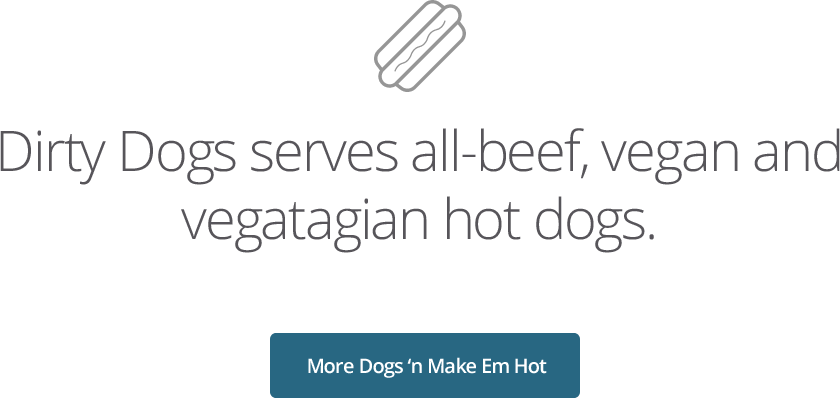 Dirty Dogs serves all-beef, vegan and
vegatagian hot dogs.
More Dogs ‘n Make Em Hot